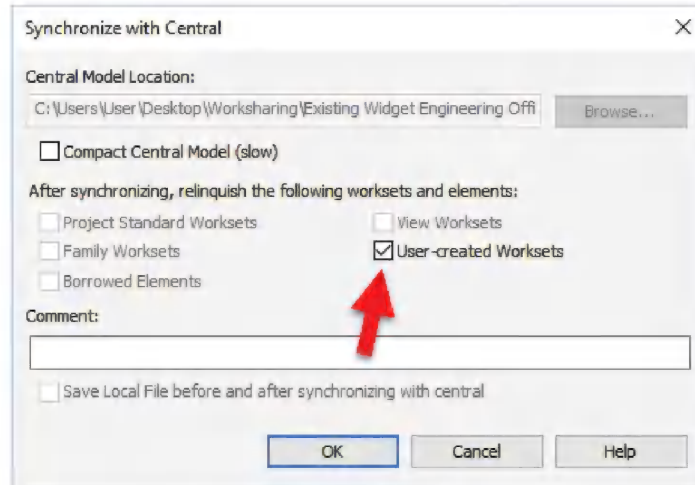 Synchronize with Central
Central Model Location:
C:\Users\User\Desktop\Worksharing\Existing Widget Engineering Offi Browse...
Compact Central Model (slow)
After synchronizing, relinquish the following worksets and elements:
Project Standard Worksets View Worksets
Family Worksets User-created Worksets
Borrowed Elements
Comment:
Save Local File before and after synchronizing with central
OK Cancel Help